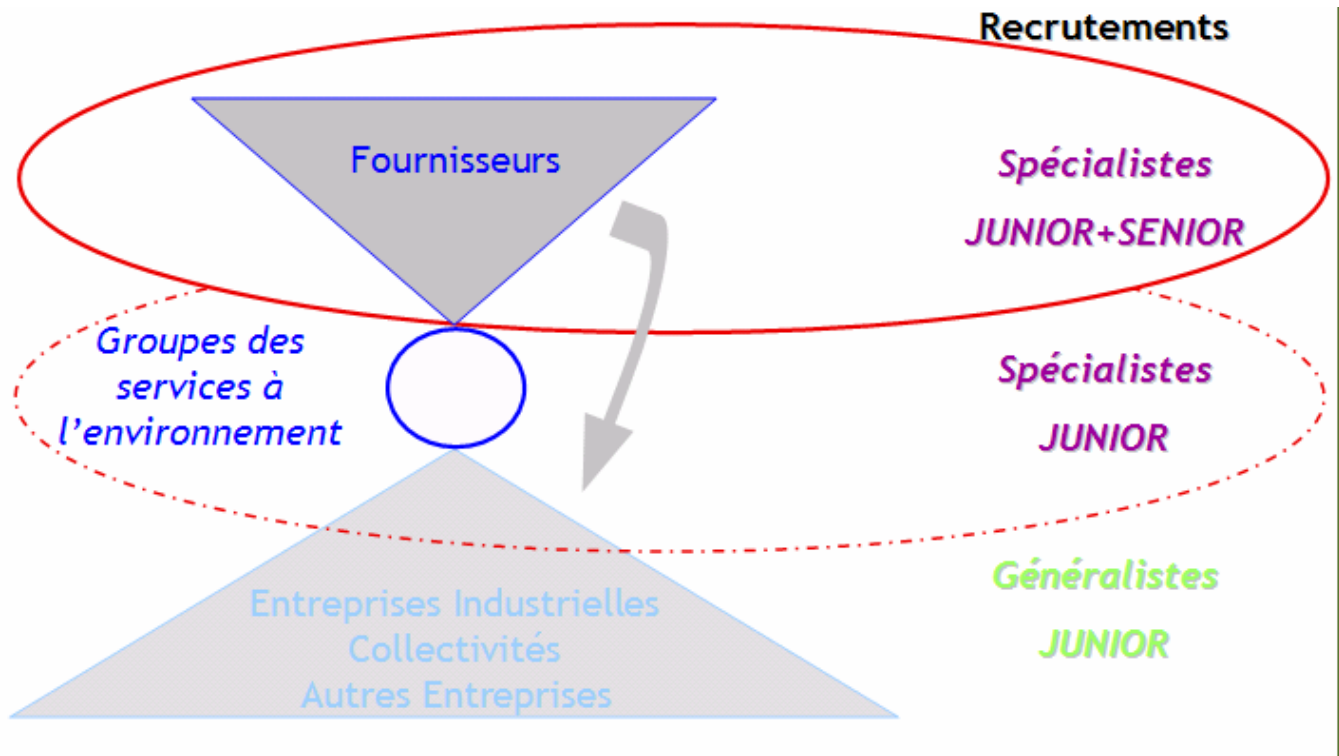 Recrutements
Fournisseurs
Spécialistes
JUNIOR+SENIOR
Groupes des
services à
l'environnement
Spécialistes
JUNIOR
Entreprises Industrielles
Collectivités
Autres Entreprises
Généralistes
JUNIOR